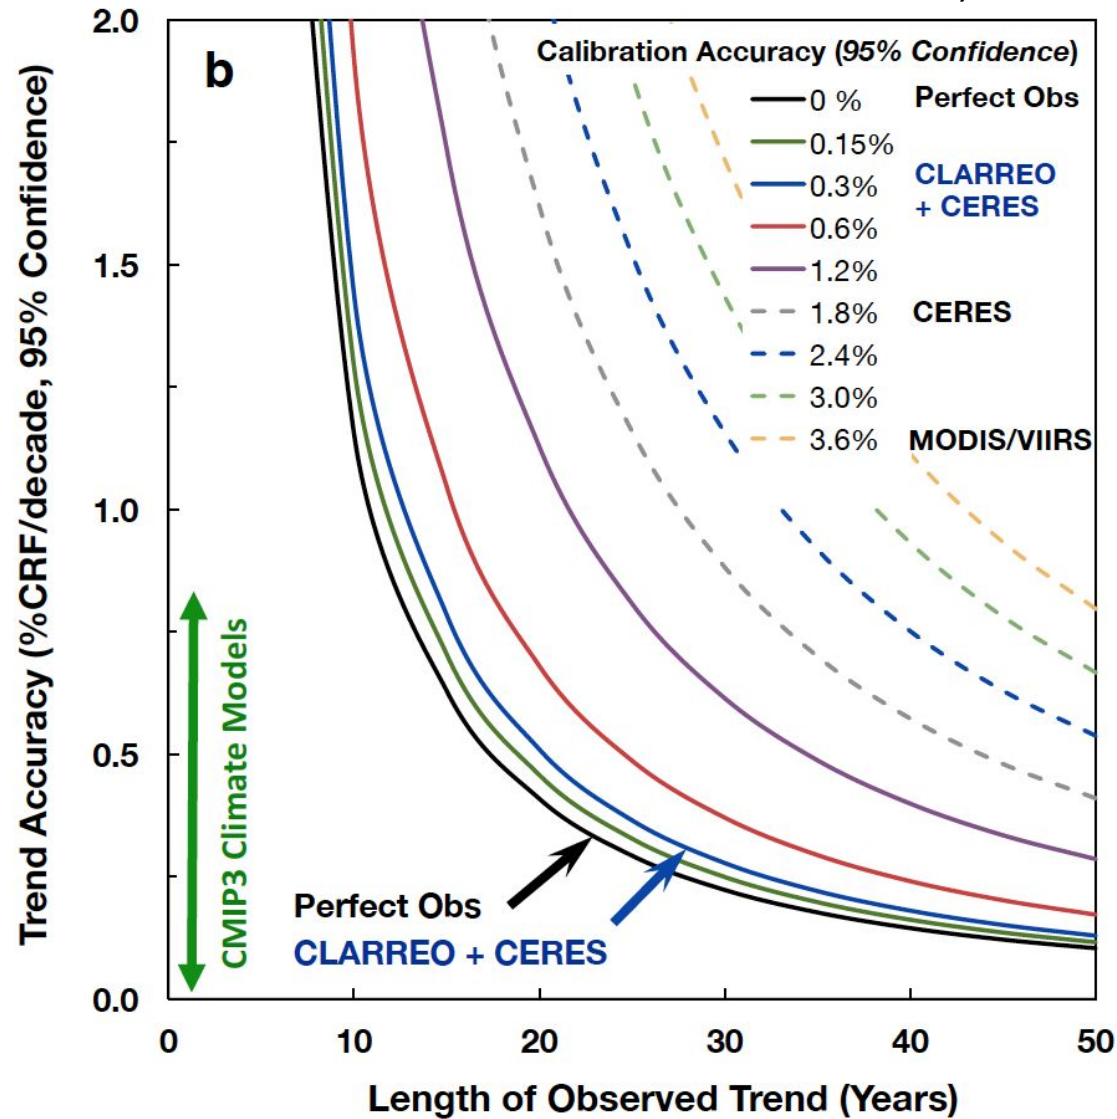 b
Calibration Accuracy (95% Confidence)
0 % Perfect Obs
0.15%
0.3% CLARREO
+ CERES
0.6%
1.2%
1.8% CERES
2.4%
3.0%
3.6% MODIS/VIIRS
Trend Accuracy (%CRF/decade, 95% Confidence)
2.0
1.5
1.0
0.5
0.0
CMIP3 Climate Models
Perfect Obs
CLARREO + CERES
0 10 20 30 40 50
Length of Observed Trend (Years)